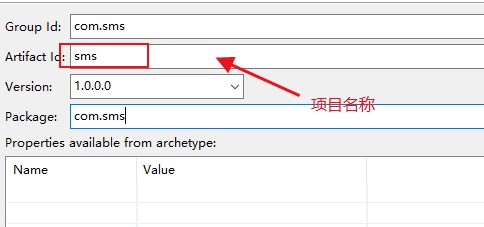 Group Id: com.sms
Artifact Id: sms
Version: 1.0.0.0
项目名称
Package: com.sms
Properties available from archetype:
Name Value